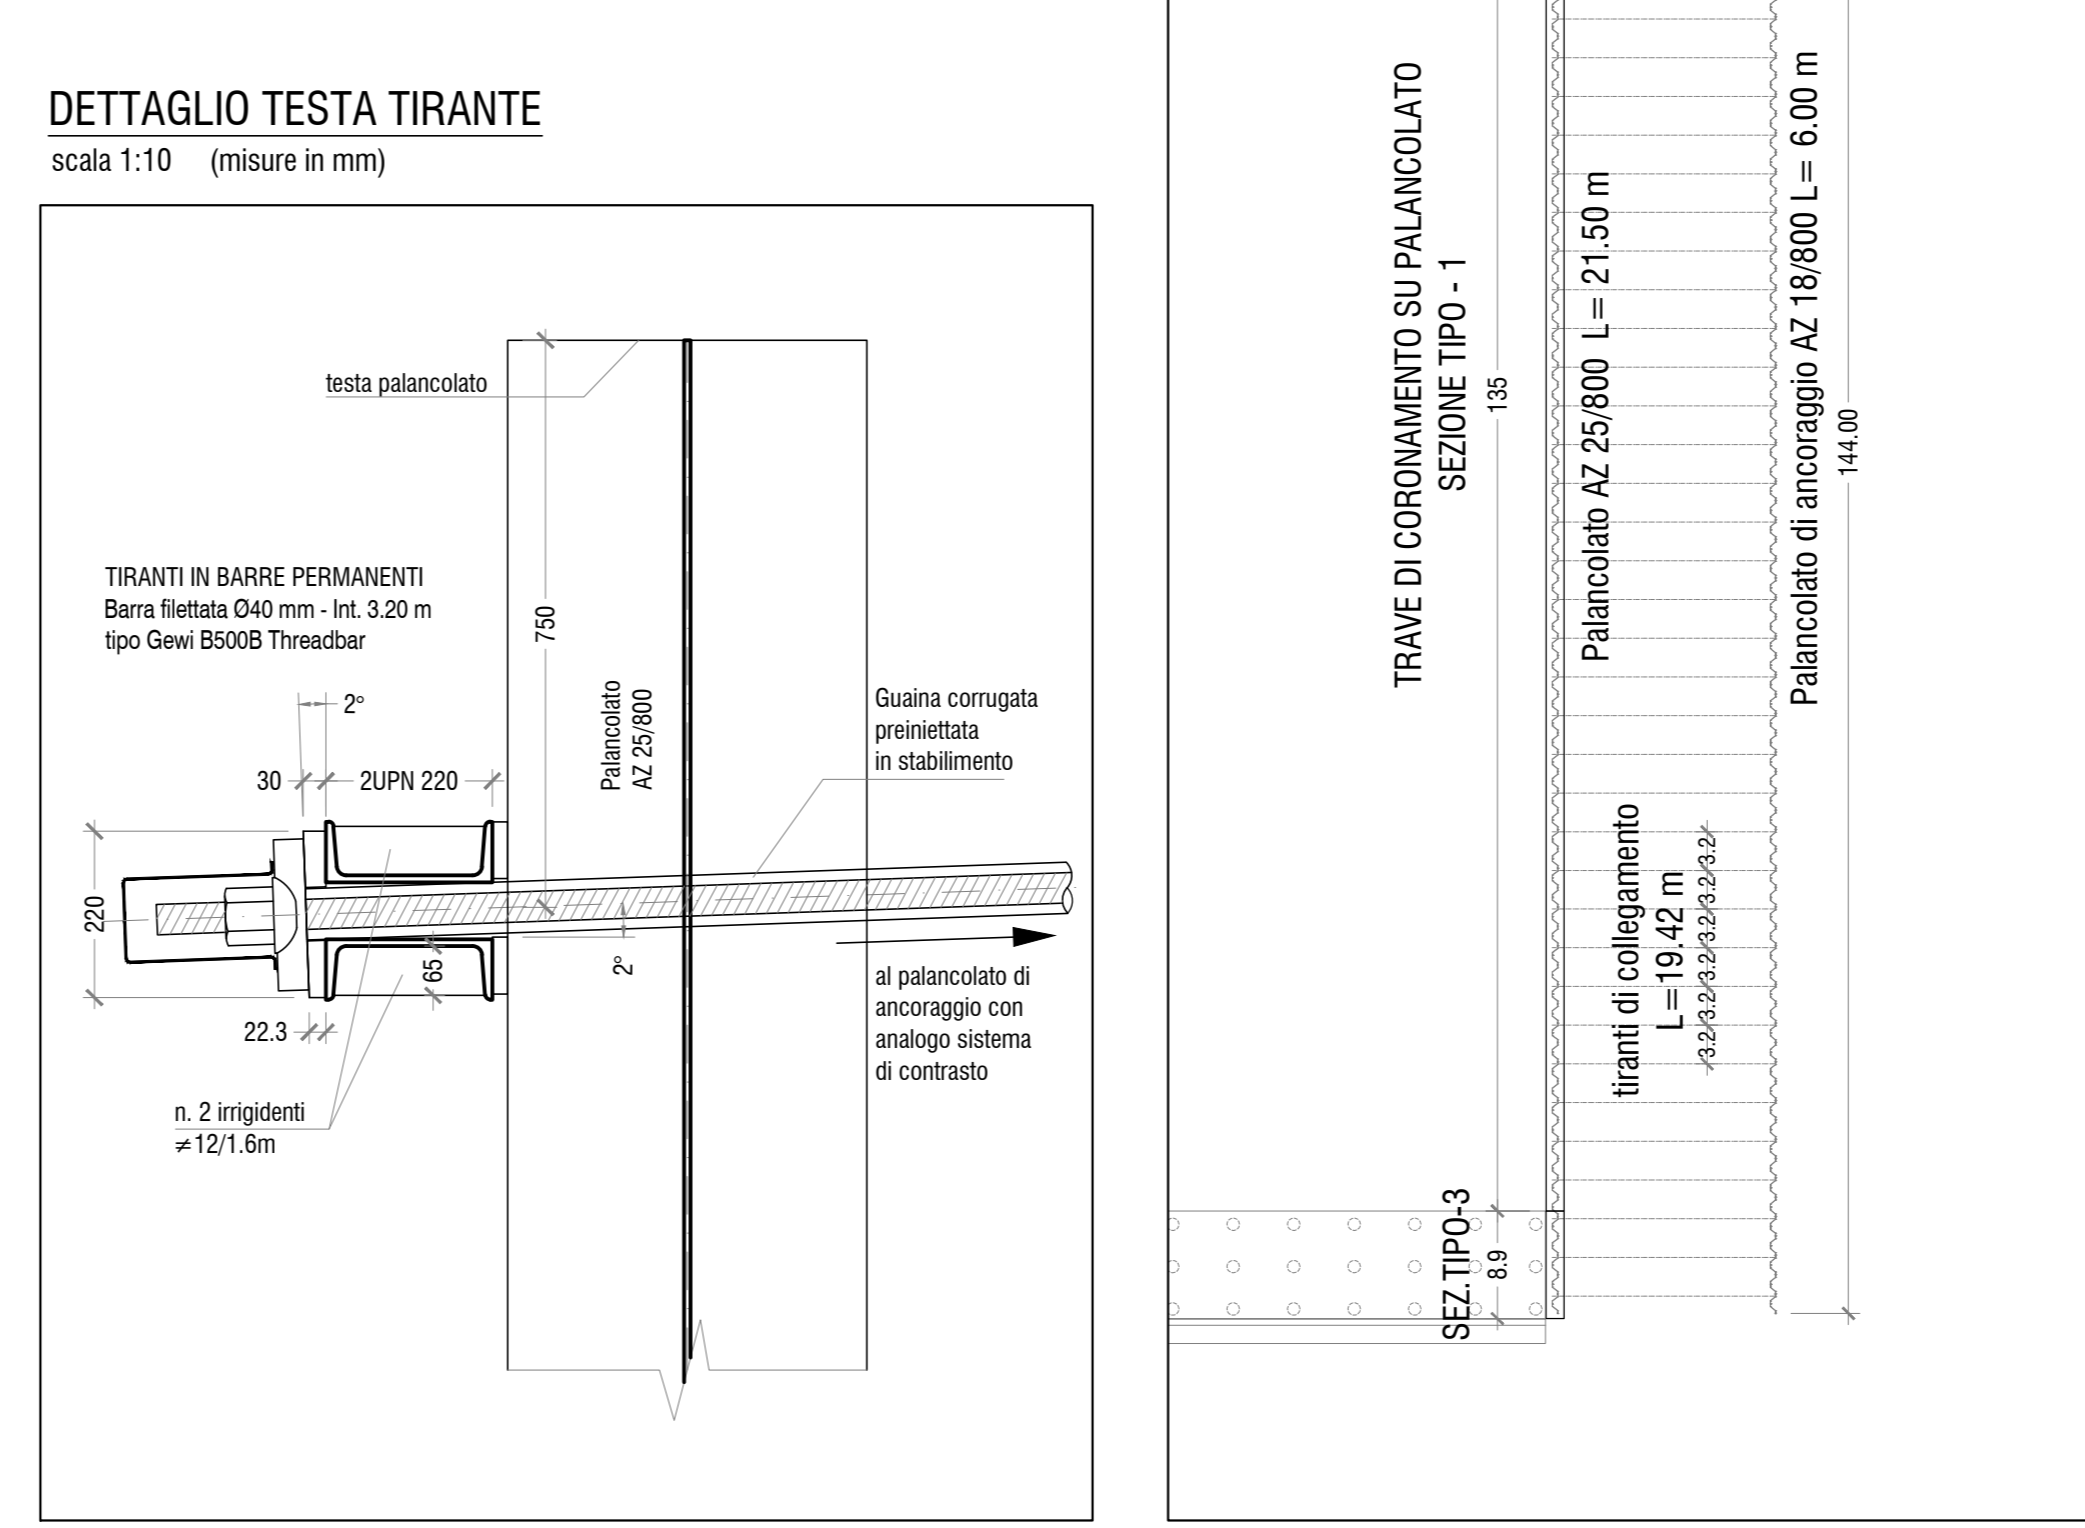 DETTAGLIO TESTA TIRANTE
scala 1:10 (misure in mm)
testa palancolato
TIRANTI IN BARRE PERMANENTI
Barra filettata Ø40 mm - Int. 3.20 m
tipo Gewi B500B Threadbar
750
Palancolato
AZ 25/800
Guaina corrugata
preiniettata
in stabilimento
2°
30
2UPN 220
220
65
2°
22.3
al palancolato di
ancoraggio con
analogo sistema
di contrasto
n. 2 irrigidenti
≠12/1.6m
TRAVE DI CORONAMENTO SU PALANCOLATO
SEZIONE TIPO - 1
135
Palancolato AZ 25/800 L= 21.50 m
Palancolato di ancoraggio AZ 18/800 L= 6.00 m
144.00
tiranti di collegamento
L=19.42 m
3.2 3.2 3.2 3.2 3.2 3.2
SEZ.TIPO-3
8.9